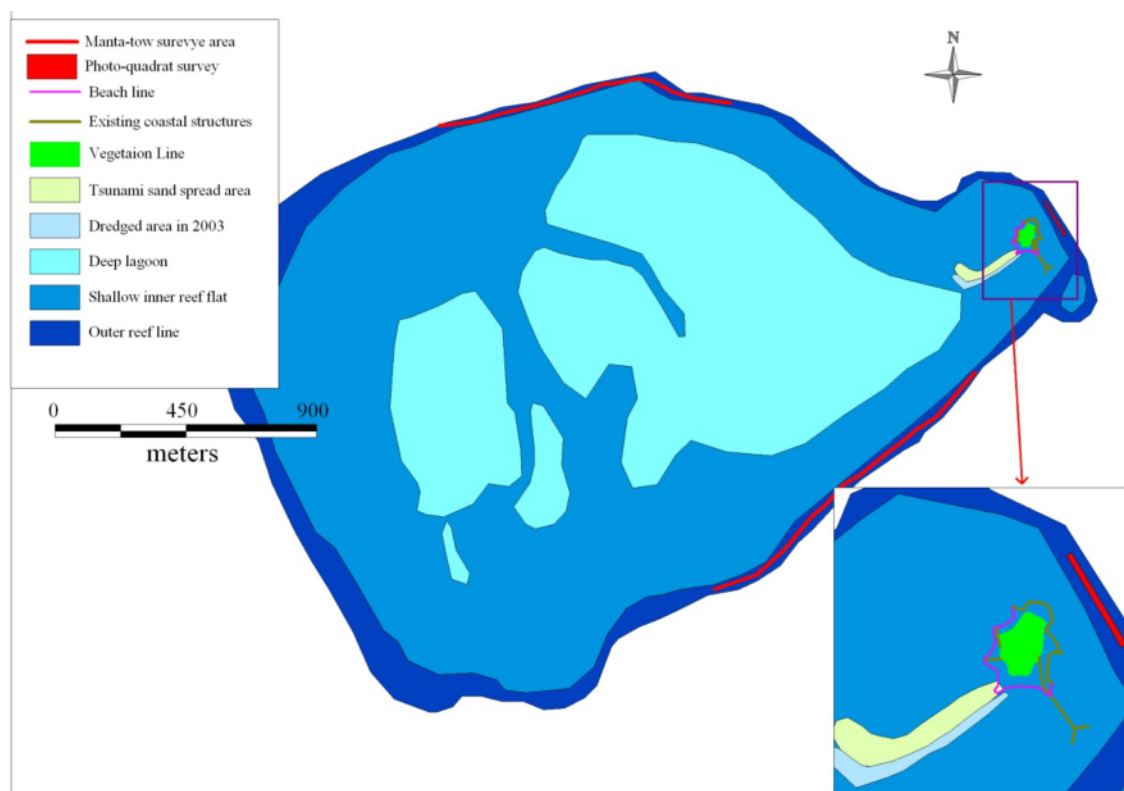 Manta-tow surevye area
Photo-quadrat survey
Beach line
Existing coastal structures
Vegetaion Line
Tsunami sand spread area
Dredged area in 2003
Deep lagoon
Shallow inner reef flat
Outer reef line
N
0 450 900
meters